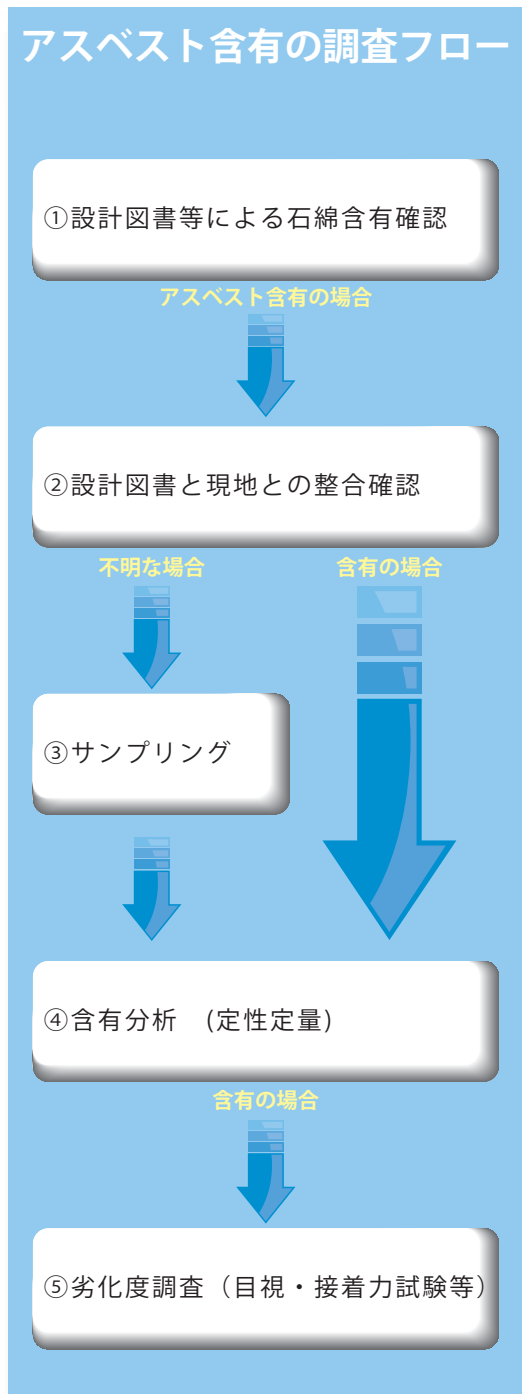 アスベスト含有の調査フロー
①設計図書等による石綿含有確認
アスベスト含有の場合
②設計図書と現地との整合確認
不明な場合
含有の場合
③サンプリング
④含有分析　(定性定量)
含有の場合
⑤劣化度調査（目視・接着力試験等）